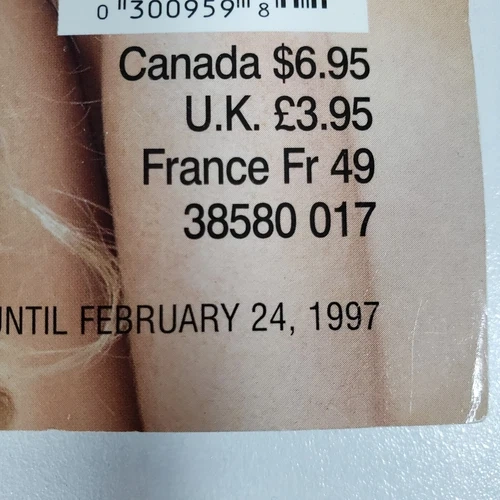 0 300959 8
Canada $6.95
U.K. £3.95
France Fr 49
38580 017
UNTIL FEBRUARY 24, 1997